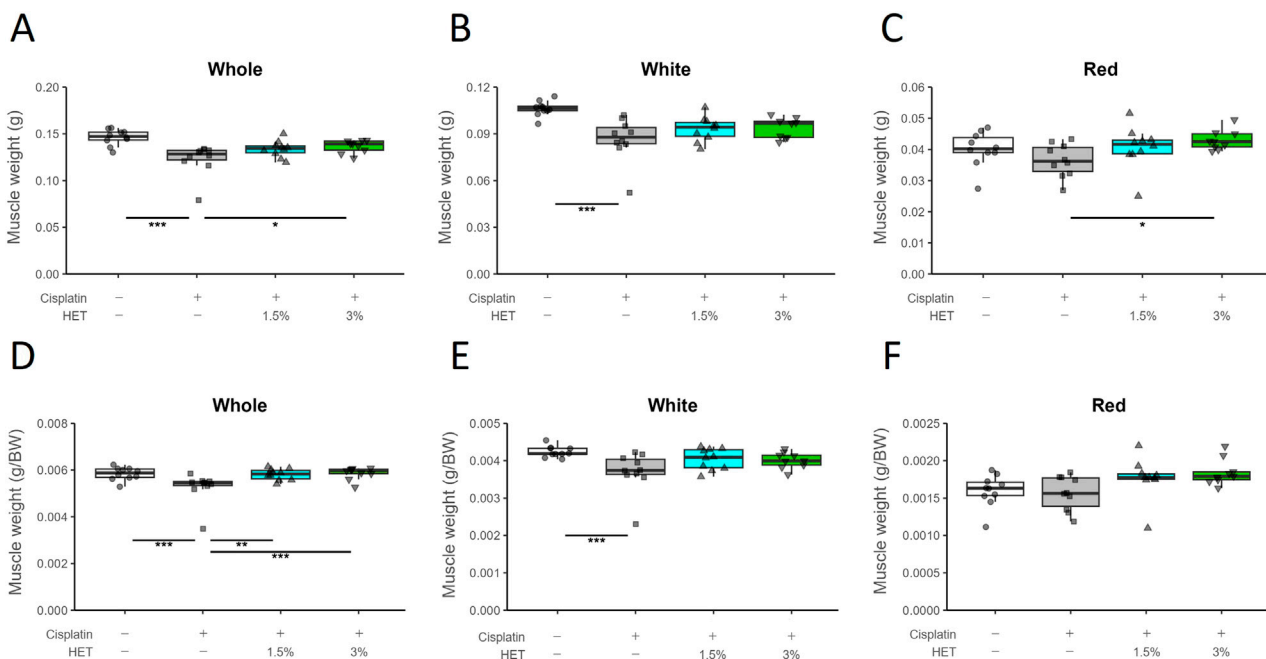 A
B
C
Whole
White
Red
Muscle weight (g)
0.20
0.15
0.10
0.05
0.00
*** *
Cisplatin − + + +
HET − − 1.5% 3%
Muscle weight (g)
0.12
0.09
0.06
0.03
0.00
***
Cisplatin − + + +
HET − − 1.5% 3%
Muscle weight (g)
0.06
0.05
0.04
0.03
0.02
0.01
0.00
*
Cisplatin − + + +
HET − − 1.5% 3%
D
E
F
Whole
White
Red
Muscle weight (g/BW)
0.008
0.006
0.004
0.002
0.000
*** **
***
Cisplatin − + + +
HET − − 1.5% 3%
Muscle weight (g/BW)
0.005
0.004
0.003
0.002
0.001
0.000
***
Cisplatin − + + +
HET − − 1.5% 3%
Muscle weight (g/BW)
0.0025
0.0020
0.0015
0.0010
0.0005
0.0000
Cisplatin − + + +
HET − − 1.5% 3%